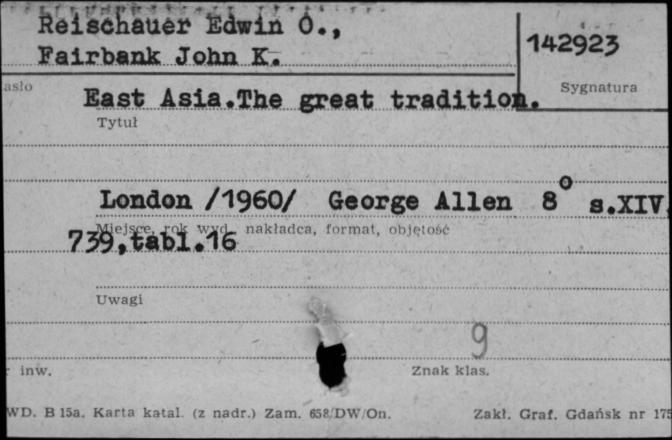 Reischauer Edwin O.,
Fairbank John K.
142923
asło
Sygnatura
East Asia.The great tradition.
Tytuł
London /1960/ George Allen 8° s.XIV,
Miejsce, rok wyd., nakładca, format, objętość
739,tabl.16
Uwagi
9
r inw.
Znak klas.
WD. B 15a. Karta katal. (z nadr.) Zam. 658/DW/On.
Zakł. Graf. Gdańsk nr 175